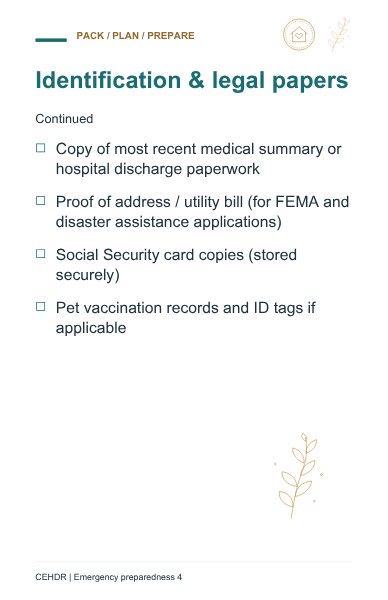 PACK / PLAN / PREPARE
Identification & legal papers
Continued
Copy of most recent medical summary or
hospital discharge paperwork
Proof of address / utility bill (for FEMA and
disaster assistance applications)
Social Security card copies (stored
securely)
Pet vaccination records and ID tags if
applicable
CEHDR | Emergency preparedness 4